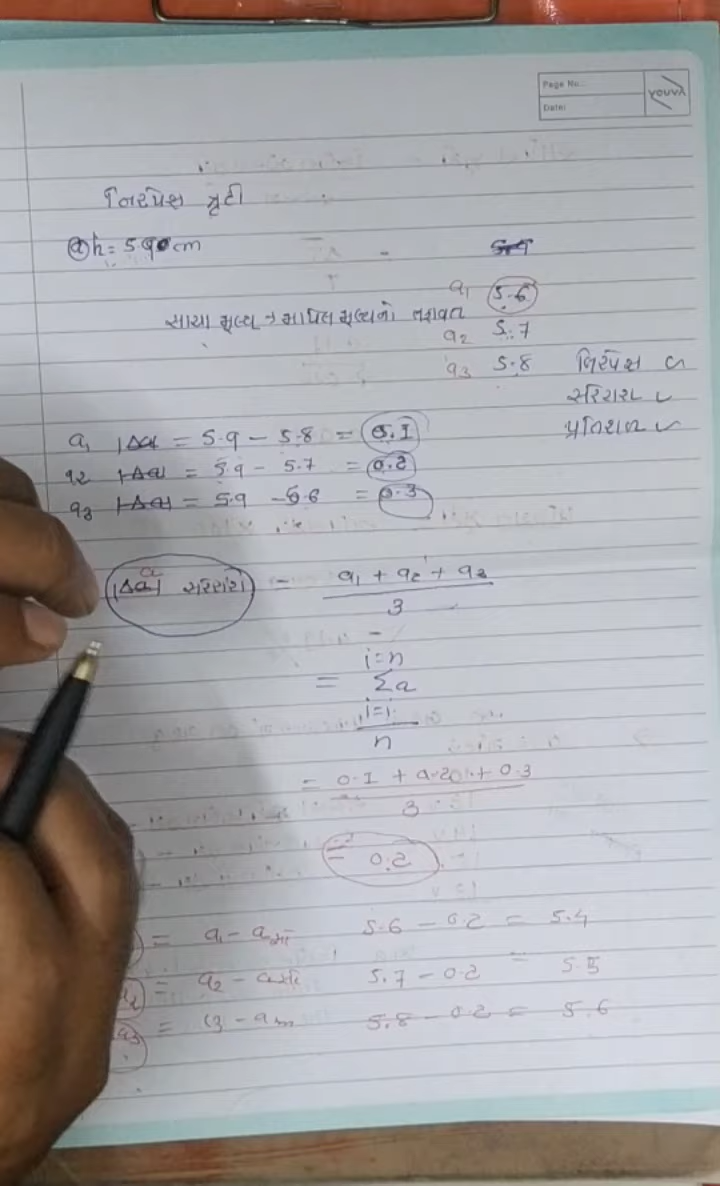 Page No.:
Date:
YOUVA
નિરપેક્ષ ત્રૂટી
h = 5.9 cm
a1 5.6
સાચા મૂલ્ય → માપેલ મૂલ્યનો તફાવત
a2 5.7
a3 5.8 નિરપેક્ષ
સરેરાશ ✓
પ્રતિશત ✓
a1 |Δa| = 5.9 - 5.8 = 0.1
a2 |Δa| = 5.9 - 5.7 = 0.2
a3 |Δa| = 5.9 - 5.6 = 0.3
|Δa| a સરેરાશ = a1 + a2 + a3
3
i=n
= Σa
i=1
n
= 0.1 + 0.20 + 0.3
3
= 0.2
= a1 - 5.6 - 0.2 = 5.4
= a2 - 5.7 - 0.2 = 5.5
a3 = 3 - am 5.8 - 0.2 = 5.6